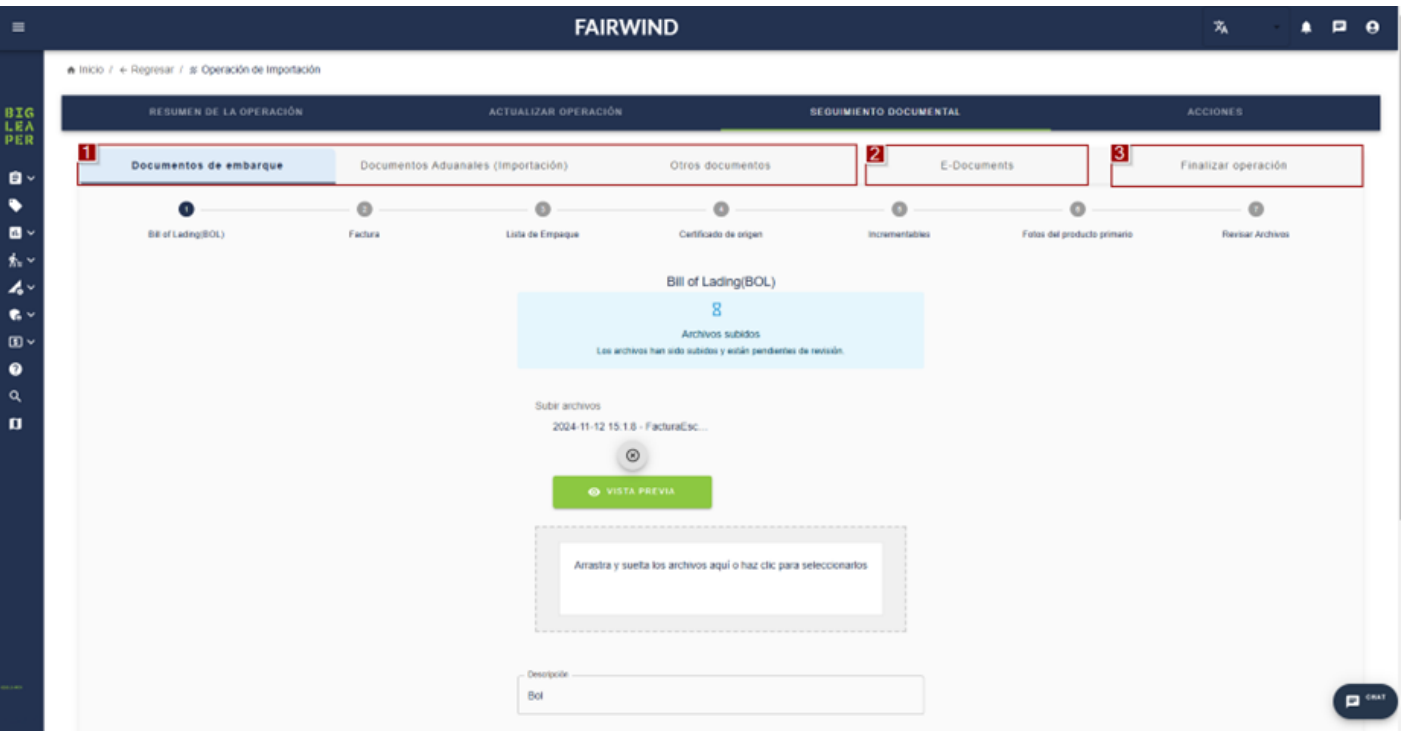 FAIRWIND
Inicio / ← Regresar / Operación de Importación
BIG
LEA
PER
RESUMEN DE LA OPERACIÓN ACTUALIZAR OPERACIÓN SEGUIMIENTO DOCUMENTAL ACCIONES
1 2 3
Documentos de embarque Documentos Aduanales (Importación) Otros documentos E-Documents Finalizar operación
1 2 3 4 5 6 7
Bill of Lading(BOL) Factura Lista de Empaque Certificado de origen Incrementables Fotos del producto primario Revisar Archivos
Bill of Lading(BOL)
Archivos subidos
Los archivos han sido subidos y están pendientes de revisión.
Subir archivos
2024-11-12 15:1:8 - FacturaEsc...
VISTA PREVIA
Arrastra y suelta los archivos aquí o haz clic para seleccionarlos
Descripción
Bol
CHAT